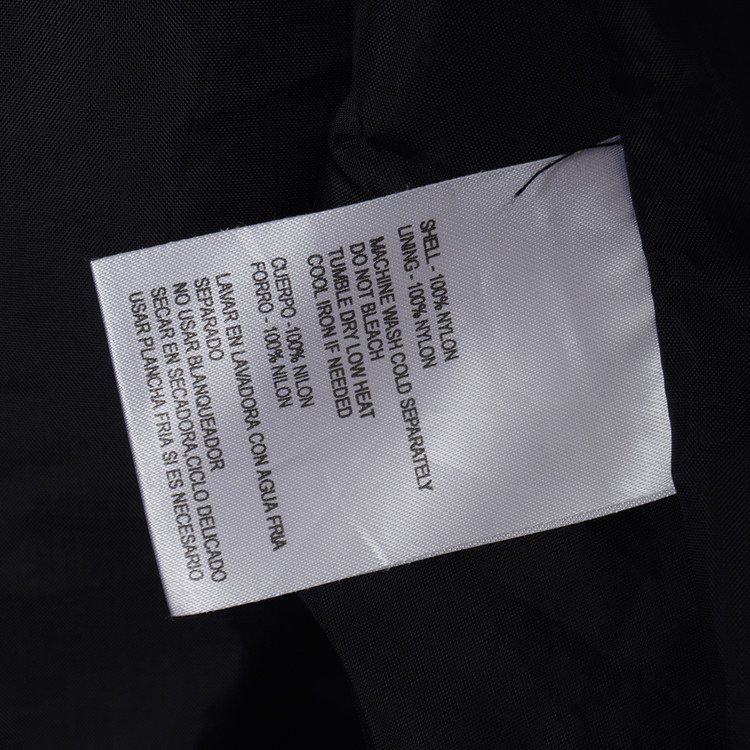 SHELL - 100% NYLON
LINING - 100% NYLON
MACHINE WASH COLD SEPARATELY
DO NOT BLEACH
TUMBLE DRY LOW HEAT
COOL IRON IF NEEDED
CUERPO -100% NILON
FORRO - 100% NILON
LAVAR EN LAVADORA CON AGUA FRIA
SEPARADO
NO USAR BLANQUEADOR
SECAR EN SECADORA,CICLO DELICADO
USAR PLANCHA FRIA SI ES NECESARIO